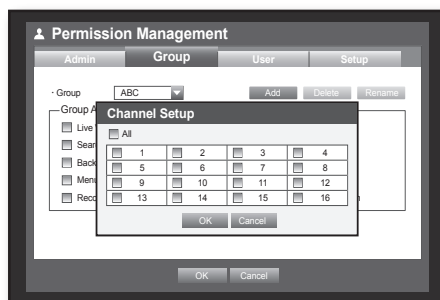 Permission Management
Admin Group User Setup
· Group ABC Add Delete Rename
Group A
Channel Setup
Live
All
Sear
1 2 3 4
Back
5 6 7 8
Menu
9 10 11 12
Reco
13 14 15 16
OK Cancel
OK Cancel